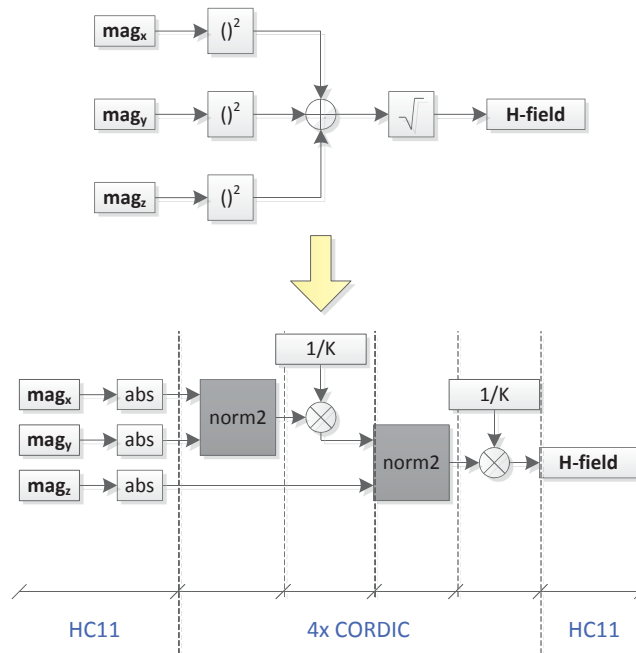 magx ()²
magy ()² √ H-field
magz ()²
1/K
magx abs 1/K
norm2
magy abs
norm2 H-field
magz abs
HC11 4x CORDIC HC11